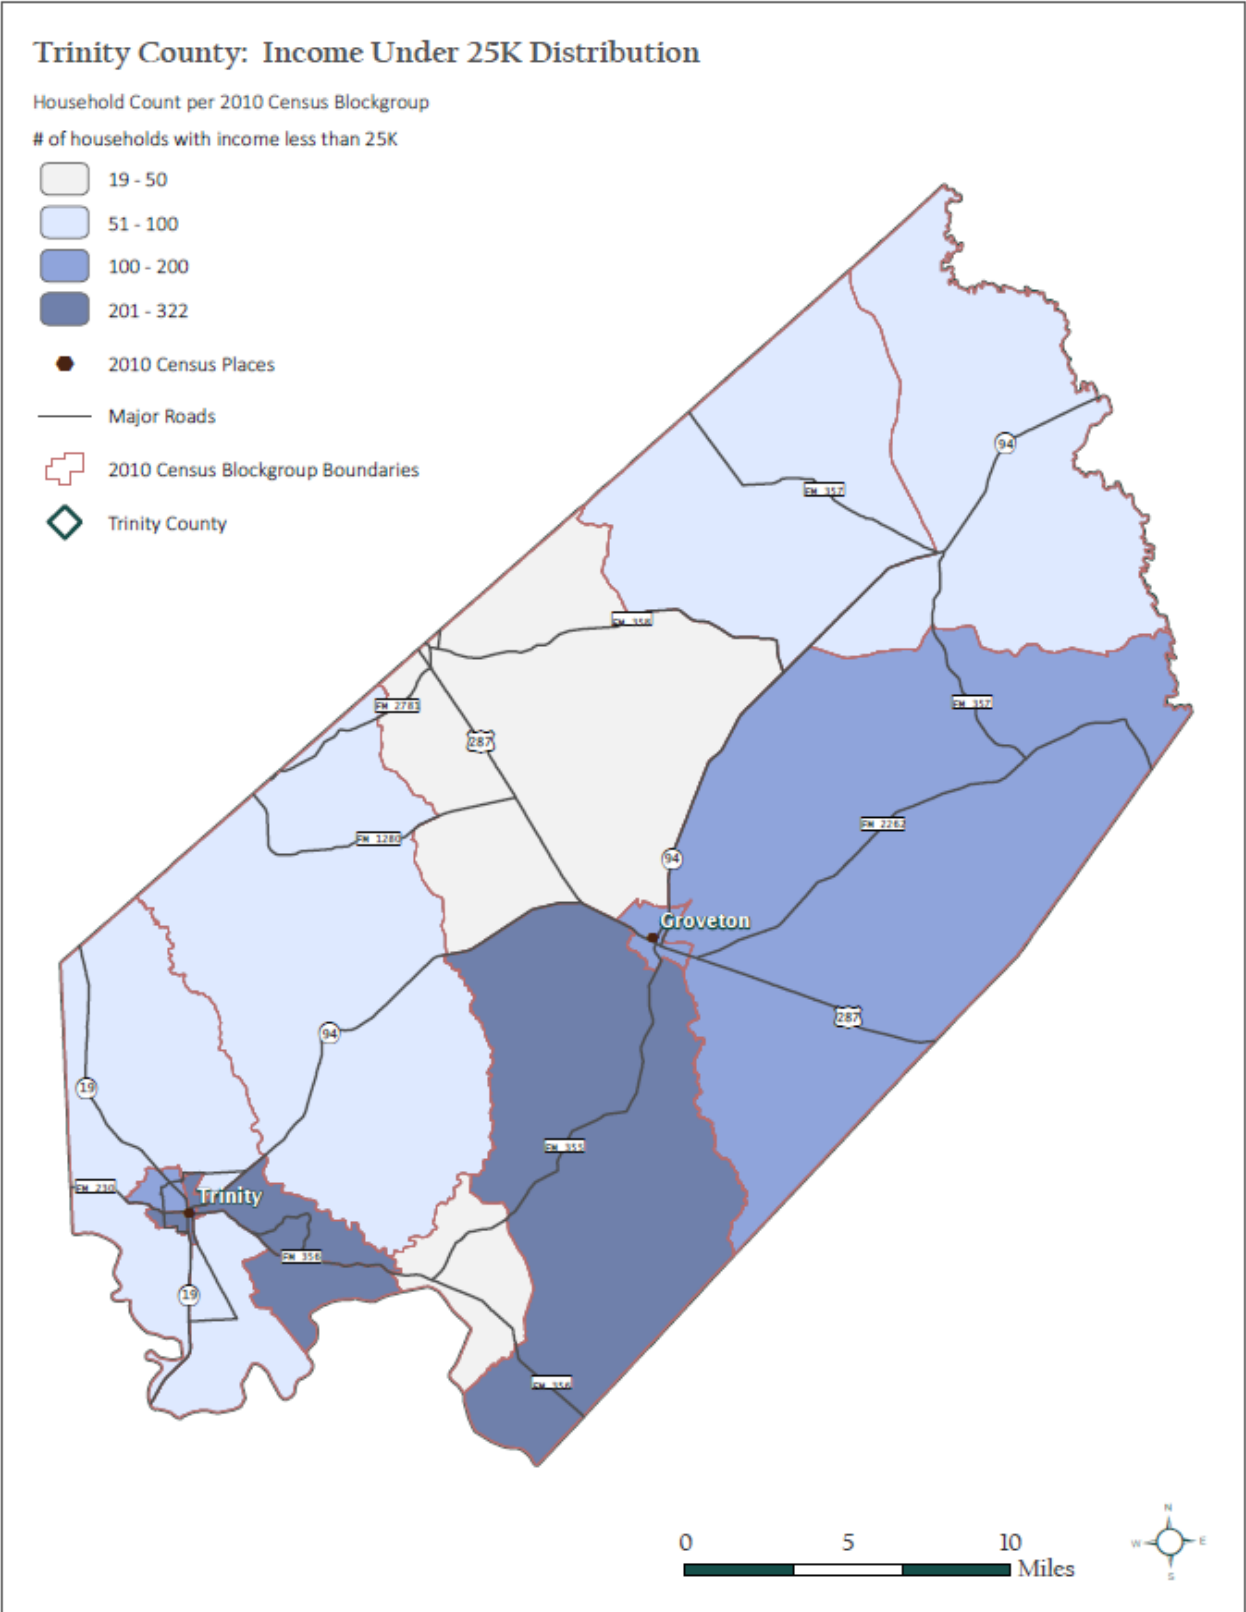 Trinity County: Income Under 25K Distribution
Household Count per 2010 Census Blockgroup
# of households with income less than 25K
19 - 50
51 - 100
100 - 200
201 - 322
2010 Census Places
Major Roads
2010 Census Blockgroup Boundaries
Trinity County
94
FM 357
FM 358
FM 2781
FM 357
287
FM 2262
FM 1280
94
Groveton
287
94
19
FM 355
FM 230
Trinity
FM 356
19
FM 356
0 5 10
Miles
N
W E
S